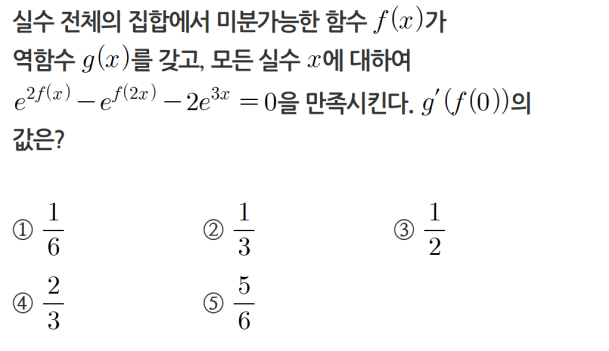 실수 전체의 집합에서 미분가능한 함수 $f(x)$가
역함수 $g(x)$를 갖고, 모든 실수 $x$에 대하여
$e^{2f(x)} - e^{f(2x)} - 2e^{3x} = 0$을 만족시킨다. $g'(f(0))$의
값은?
① $\frac{1}{6}$ ② $\frac{1}{3}$ ③ $\frac{1}{2}$
④ $\frac{2}{3}$ ⑤ $\frac{5}{6}$